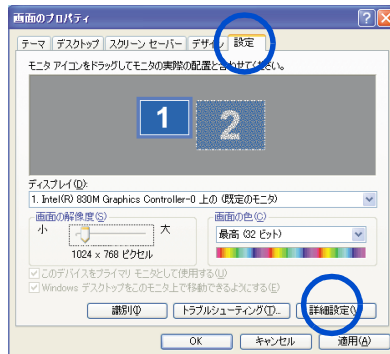 画面のプロパティ
テーマ デスクトップ スクリーン セーバー デザイン 設定
モニタ アイコンをドラッグしてモニタの実際の配置と合わせてください。
1 2
ディスプレイ(D):
1. Intel(R) 830M Graphics Controller-0 上の (既定のモニタ)
画面の解像度(S)
小 大
1024 x 768 ピクセル
画面の色(C)
最高 (32 ビット)
このデバイスをプライマリ モニタとして使用する(U)
Windows デスクトップをこのモニタ上で移動できるようにする(E)
識別(I) トラブルシューティング(T)... 詳細設定(V)
OK キャンセル 適用(A)